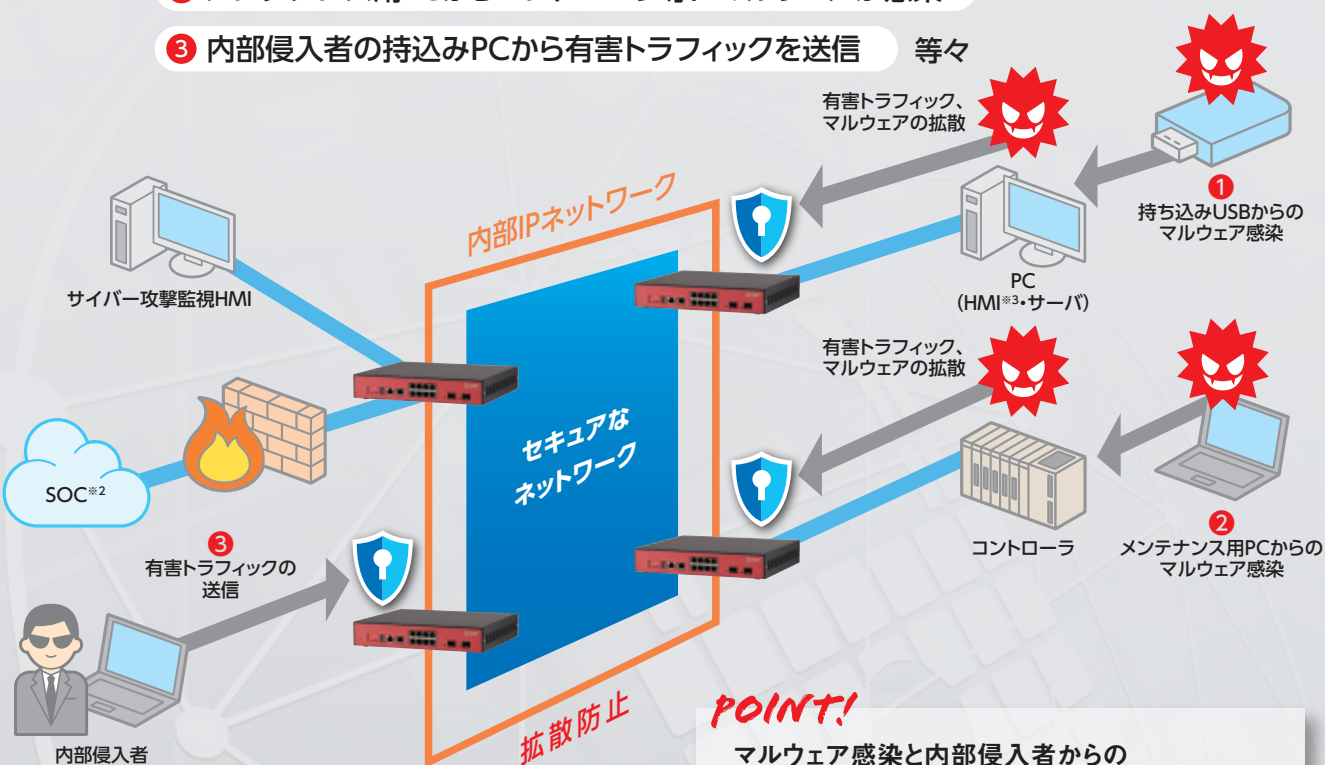 ❸ 内部侵入者の持込みPCから有害トラフィックを送信 等々
有害トラフィック、
マルウェアの拡散
❶
持ち込みUSBからの
マルウェア感染
内部IPネットワーク
サイバー攻撃監視HMI
PC
(HMI※3・サーバ)
有害トラフィック、
マルウェアの拡散
セキュアな
ネットワーク
SOC※2
❸
有害トラフィックの
送信
コントローラ
❷
メンテナンス用PCからの
マルウェア感染
内部侵入者
拡散防止
POINT!
マルウェア感染と内部侵入者からの